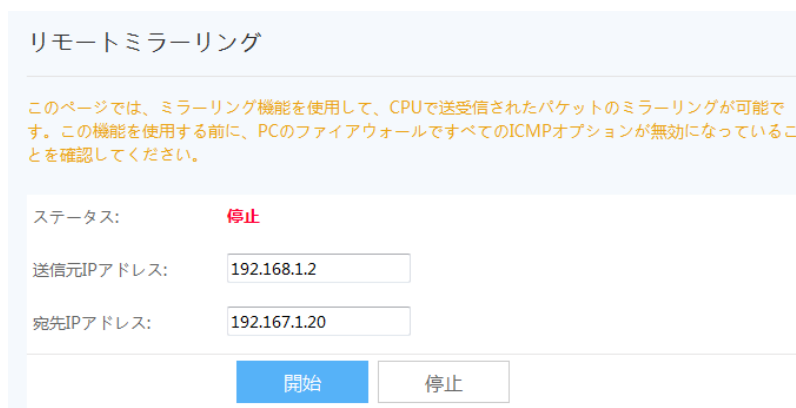 リモートミラーリング
このページでは、ミラーリング機能を使用して、CPUで送受信されたパケットのミラーリングが可能で
す。この機能を使用する前に、PCのファイアウォールですべてのICMPオプションが無効になっているこ
とを確認してください。
ステータス: 停止
送信元IPアドレス: 192.168.1.2
宛先IPアドレス: 192.167.1.20
開始 停止